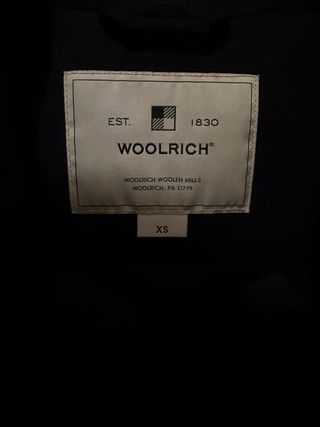 EST. 1830
WOOLRICH®
WOOLRICH WOOLEN MILLS
WOOLRICH, PA 17779
XS